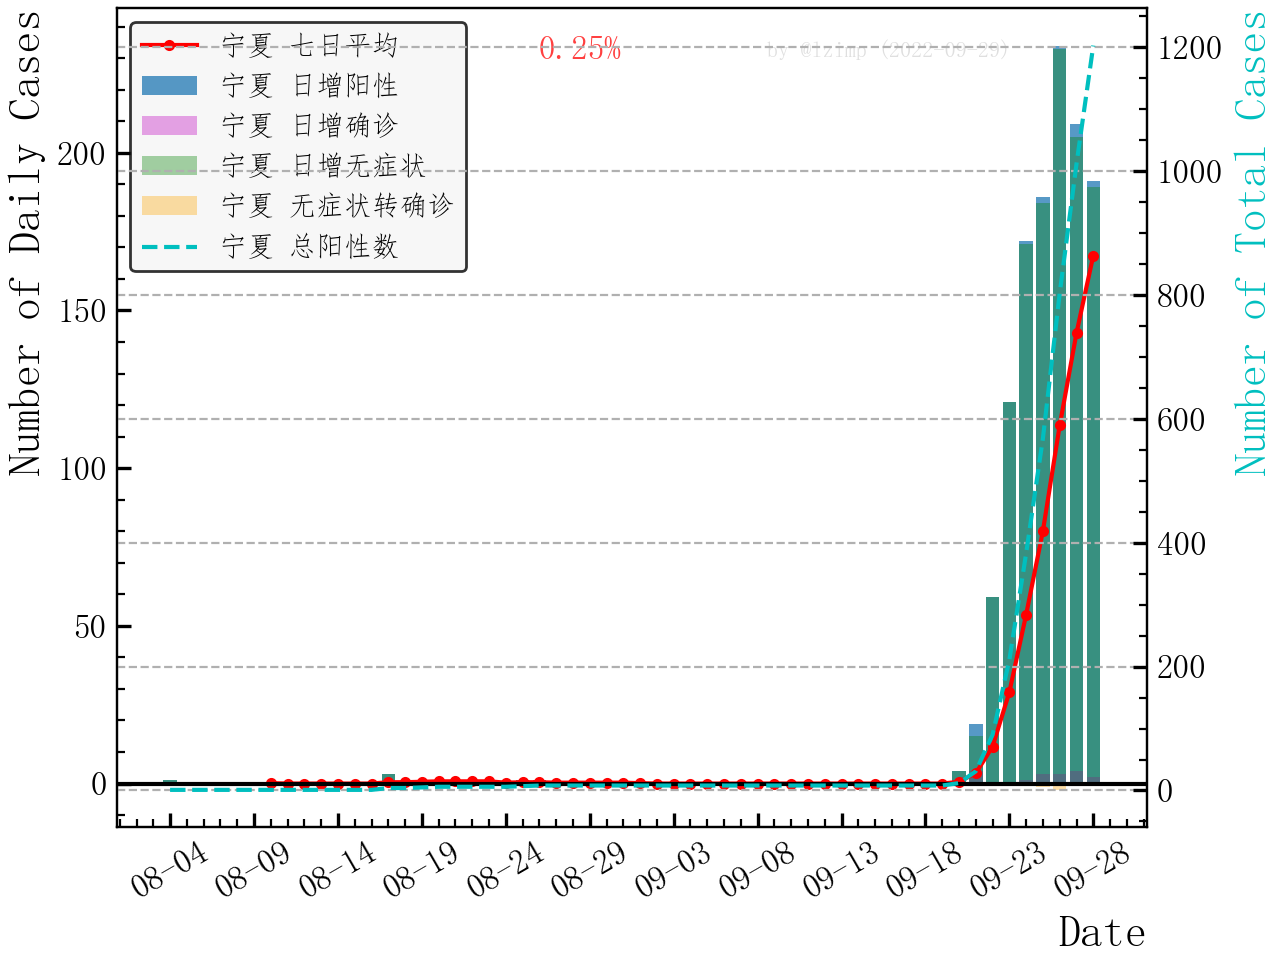 宁夏 七日平均
宁夏 日增阳性
宁夏 日增确诊
宁夏 日增无症状
宁夏 无症状转确诊
宁夏 总阳性数
0.25%
by @lzimp (2022-09-29)
Number of Daily Cases
200
150
100
50
0
1200
1000
800
600
400
200
0
Number of Total Cases
08-04
08-09
08-14
08-19
08-24
08-29
09-03
09-08
09-13
09-18
09-23
09-28
Date